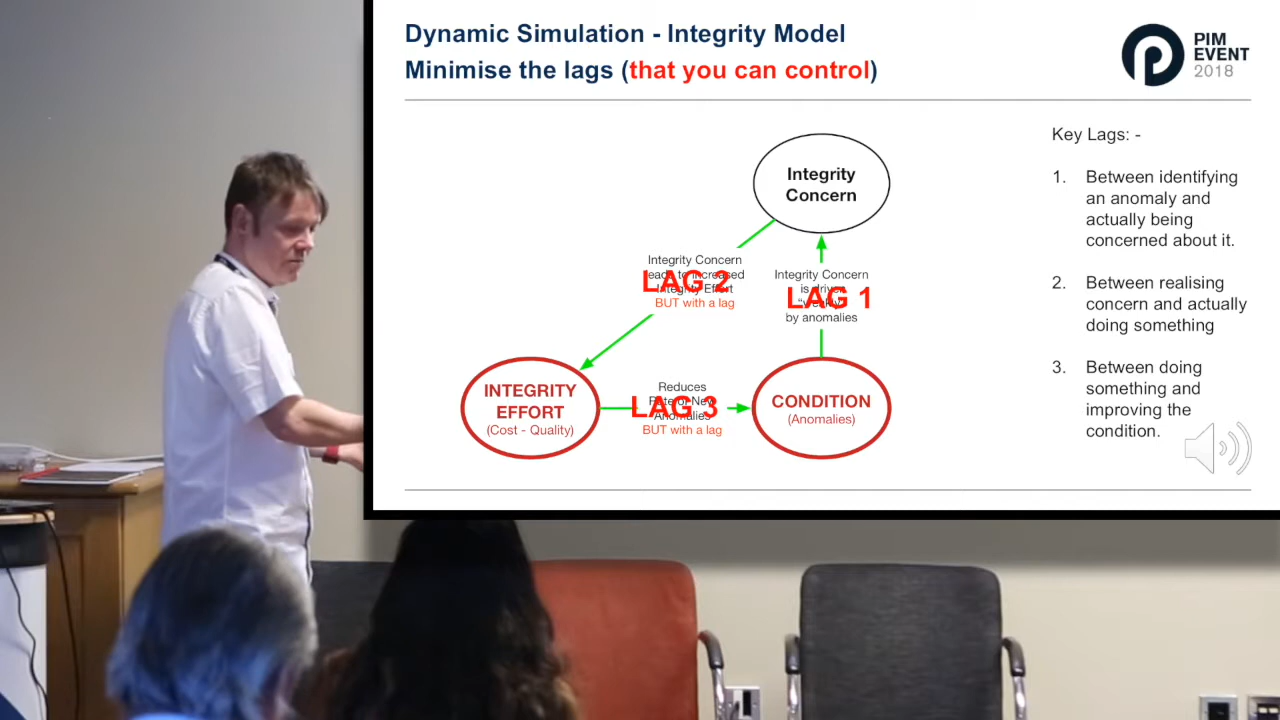 Dynamic Simulation - Integrity Model
Minimise the lags (that you can control)
PIM
EVENT
2018
Integrity
Concern
Integrity Concern
leads to increased
Integrity Effort
BUT with a lag
LAG 2
Integrity Concern
is driven
by anomalies
LAG 1
INTEGRITY
EFFORT
(Cost - Quality)
Reduces
Rate of New
Anomalies
BUT with a lag
LAG 3
CONDITION
(Anomalies)
Key Lags: -
1. Between identifying
an anomaly and
actually being
concerned about it.
2. Between realising
concern and actually
doing something
3. Between doing
something and
improving the
condition.